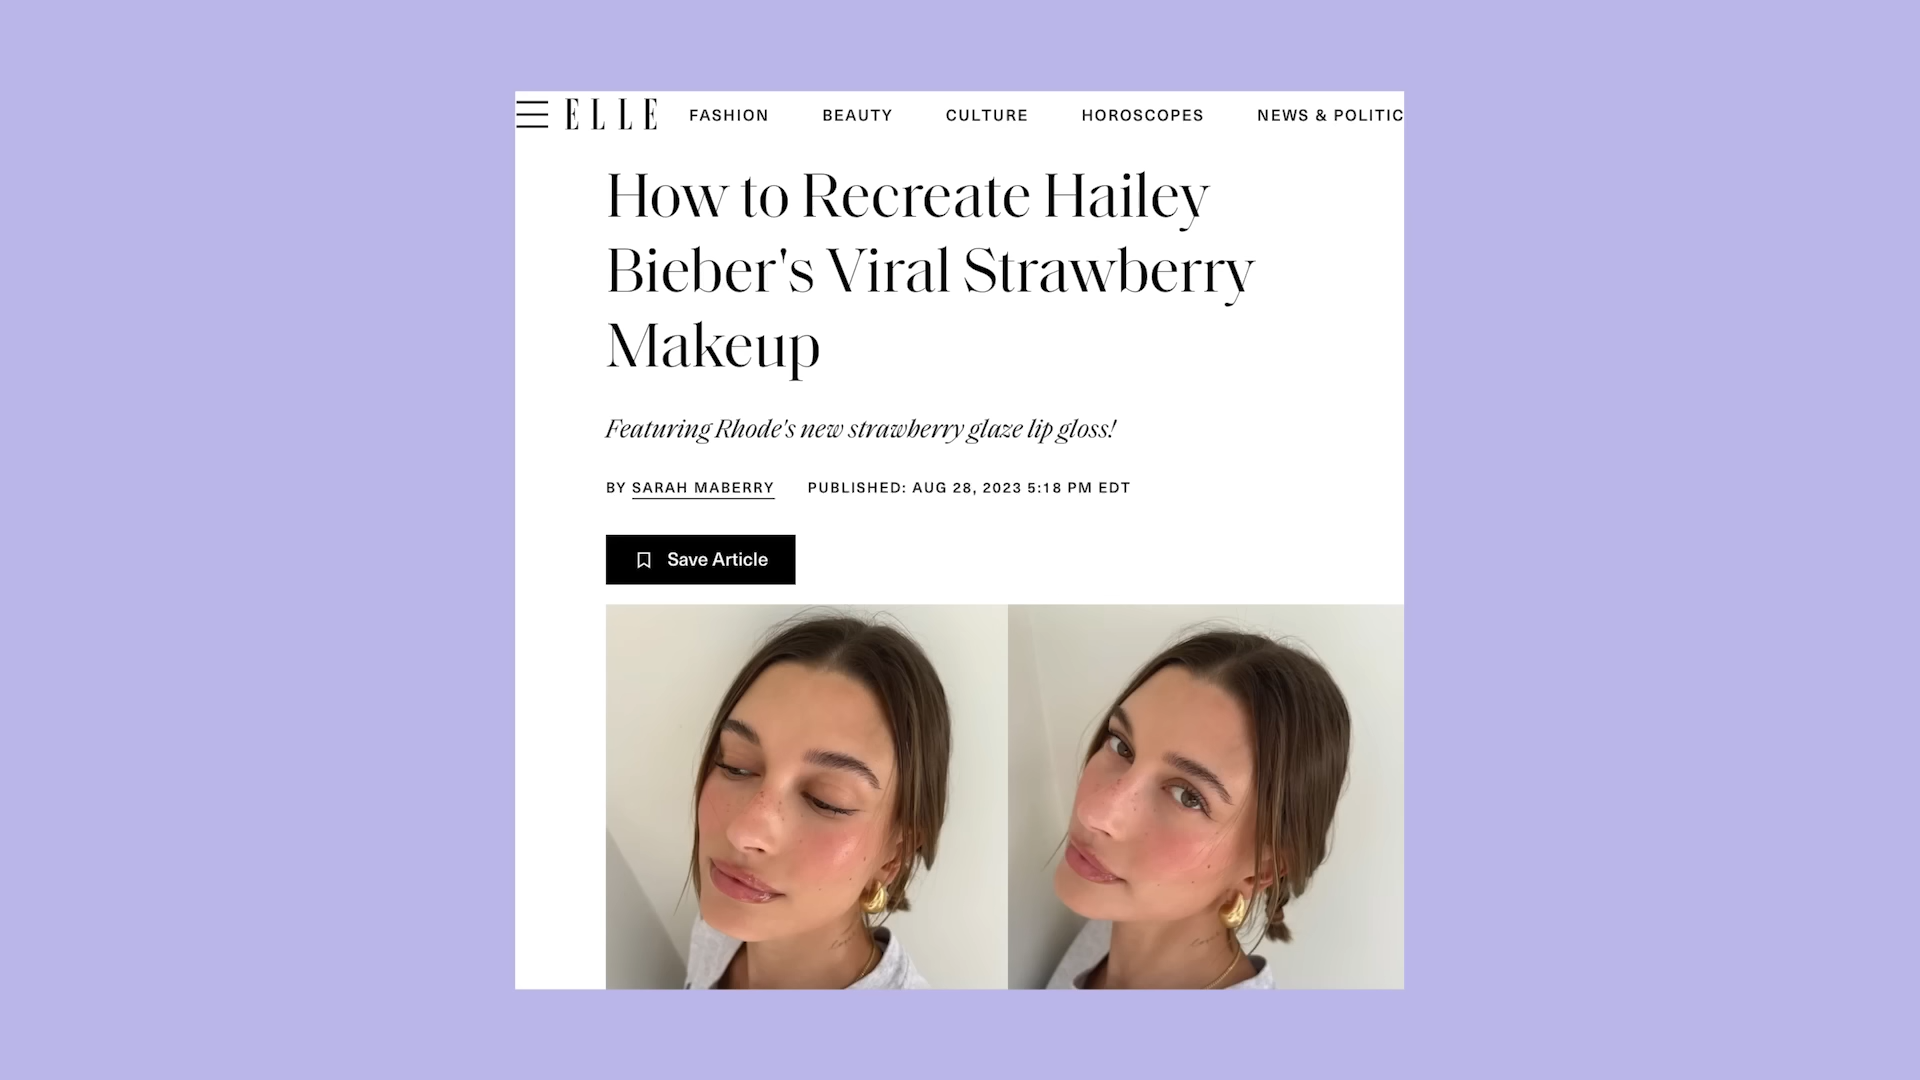 ELLE FASHION BEAUTY CULTURE HOROSCOPES NEWS & POLITIC
How to Recreate Hailey
Bieber's Viral Strawberry
Makeup
Featuring Rhode's new strawberry glaze lip gloss!
BY SARAH MABERRY PUBLISHED: AUG 28, 2023 5:18 PM EDT
Save Article